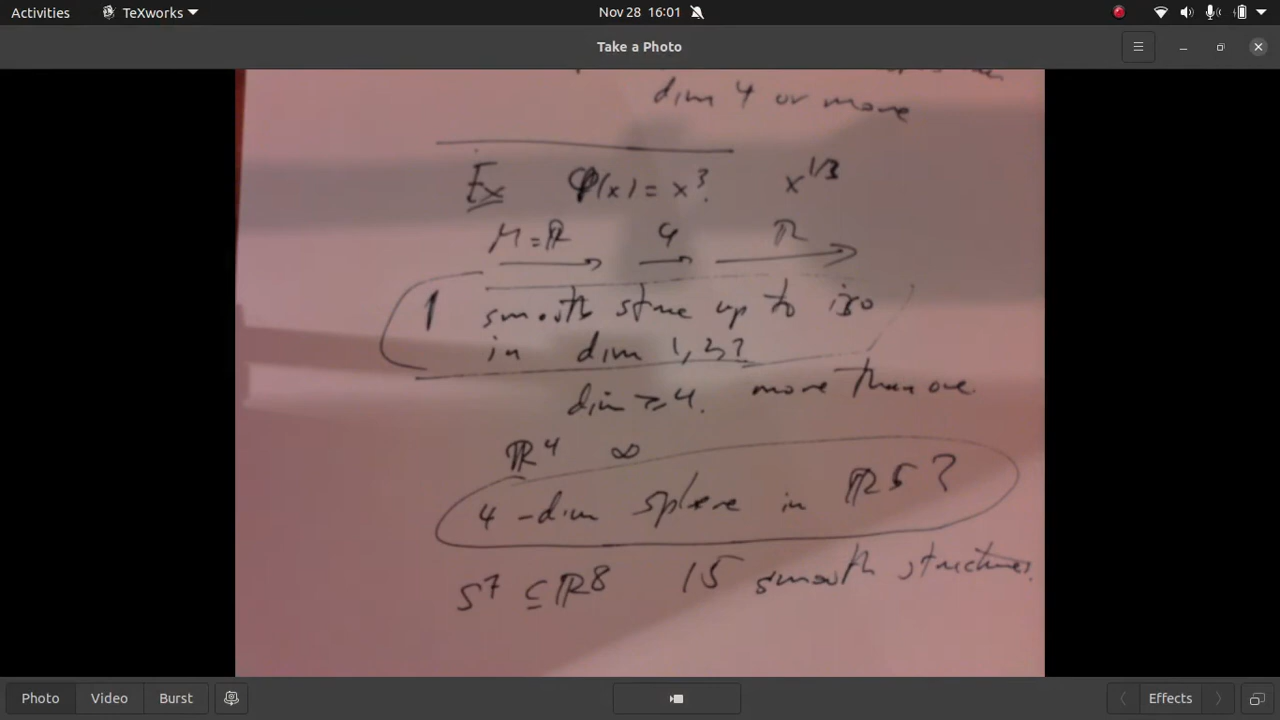 Activities TeXworks Nov 28 16:01
Take a Photo
dim 4 or more
Ex φ(x) = x³. x^1/3
M = ℝ φ ℝ
1 smooth struc up to iso
in dim 1, 2, 3
dim ≥ 4. more than one.
ℝ⁴ ∞
4-dim sphere in ℝ5?
S⁷ ⊆ ℝ8 15 smooth structures.
Photo Video Burst Effects